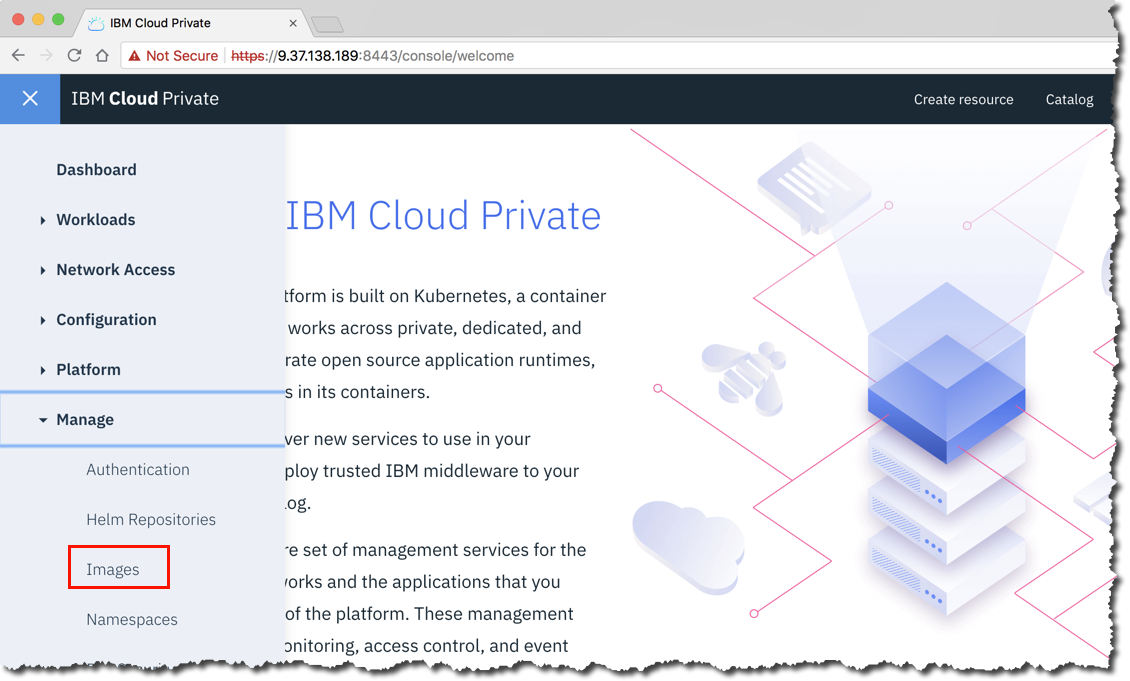 IBM Cloud Private
Not Secure https://9.37.138.189:8443/console/welcome
IBM Cloud Private
Create resource
Catalog
Dashboard
Workloads
Network Access
Configuration
Platform
Manage
Authentication
Helm Repositories
Images
Namespaces
IBM Cloud Private
tform is built on Kubernetes, a container
works across private, dedicated, and
rate open source application runtimes,
s in its containers.
ver new services to use in your
ploy trusted IBM middleware to your
log.
re set of management services for the
works and the applications that you
of the platform. These management
onitoring, access control, and event